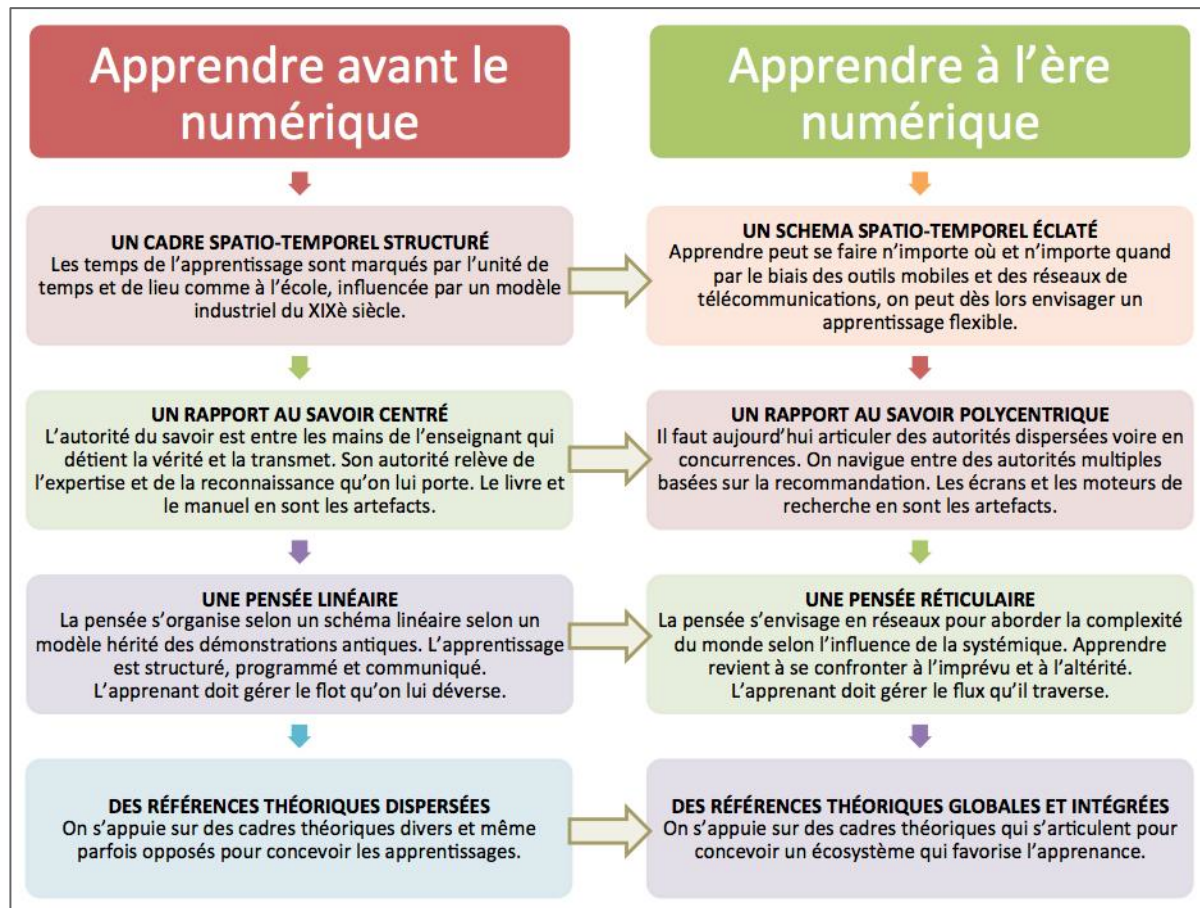 Apprendre avant le
numérique
UN CADRE SPATIO-TEMPOREL STRUCTURÉ
Les temps de l'apprentissage sont marqués par l'unité de
temps et de lieu comme à l'école, influencée par un modèle
industriel du XIXè siècle.
UN RAPPORT AU SAVOIR CENTRÉ
L'autorité du savoir est entre les mains de l'enseignant qui
détient la vérité et la transmet. Son autorité relève de
l'expertise et de la reconnaissance qu'on lui porte. Le livre et
le manuel en sont les artefacts.
UNE PENSÉE LINÉAIRE
La pensée s'organise selon un schéma linéaire selon un
modèle hérité des démonstrations antiques. L'apprentissage
est structuré, programmé et communiqué.
L'apprenant doit gérer le flot qu'on lui déverse.
DES RÉFÉRENCES THÉORIQUES DISPERSÉES
On s'appuie sur des cadres théoriques divers et même
parfois opposés pour concevoir les apprentissages.
Apprendre à l'ère
numérique
UN SCHEMA SPATIO-TEMPOREL ÉCLATÉ
Apprendre peut se faire n'importe où et n'importe quand
par le biais des outils mobiles et des réseaux de
télécommunications, on peut dès lors envisager un
apprentissage flexible.
UN RAPPORT AU SAVOIR POLYCENTRIQUE
Il faut aujourd'hui articuler des autorités dispersées voire en
concurrences. On navigue entre des autorités multiples
basées sur la recommandation. Les écrans et les moteurs de
recherche en sont les artefacts.
UNE PENSÉE RÉTICULAIRE
La pensée s'envisage en réseaux pour aborder la complexité
du monde selon l'influence de la systémique. Apprendre
revient à se confronter à l'imprévu et à l'altérité.
L'apprenant doit gérer le flux qu'il traverse.
DES RÉFÉRENCES THÉORIQUES GLOBALES ET INTÉGRÉES
On s'appuie sur des cadres théoriques qui s'articulent pour
concevoir un écosystème qui favorise l'apprenance.